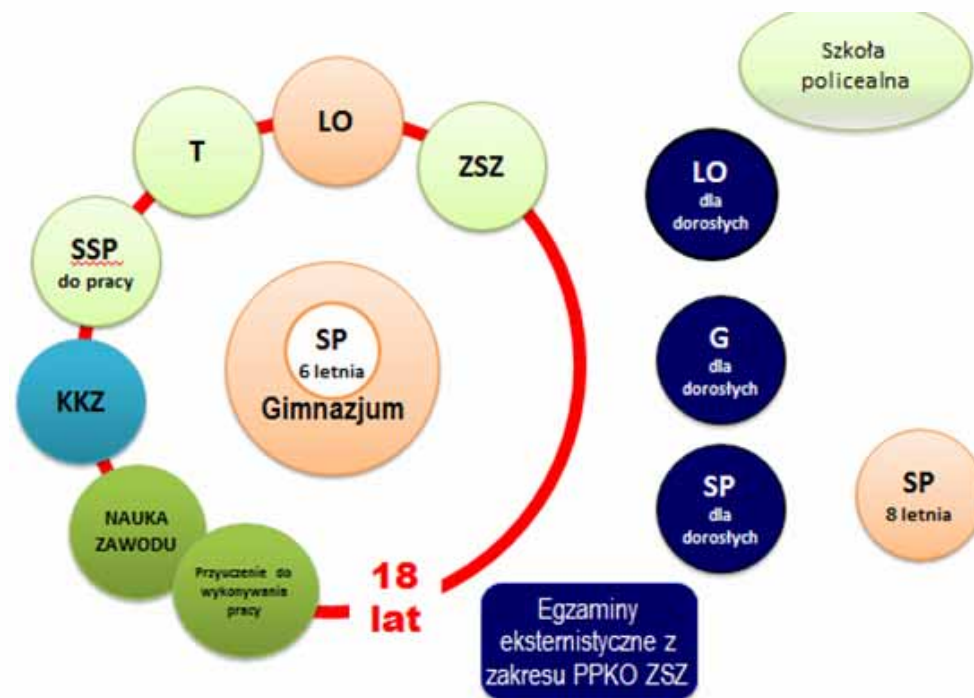 Szkoła
policealna
LO
T
ZSZ
LO
dla
dorosłych
SSP
do pracy
SP
6 letnia
Gimnazjum
G
dla
dorosłych
KKZ
SP
dla
dorosłych
SP
8 letnia
NAUKA
ZAWODU
Przyuczenie do
wykonywania
pracy
18
lat
Egzaminy
eksternistyczne z
zakresu PPKO ZSZ